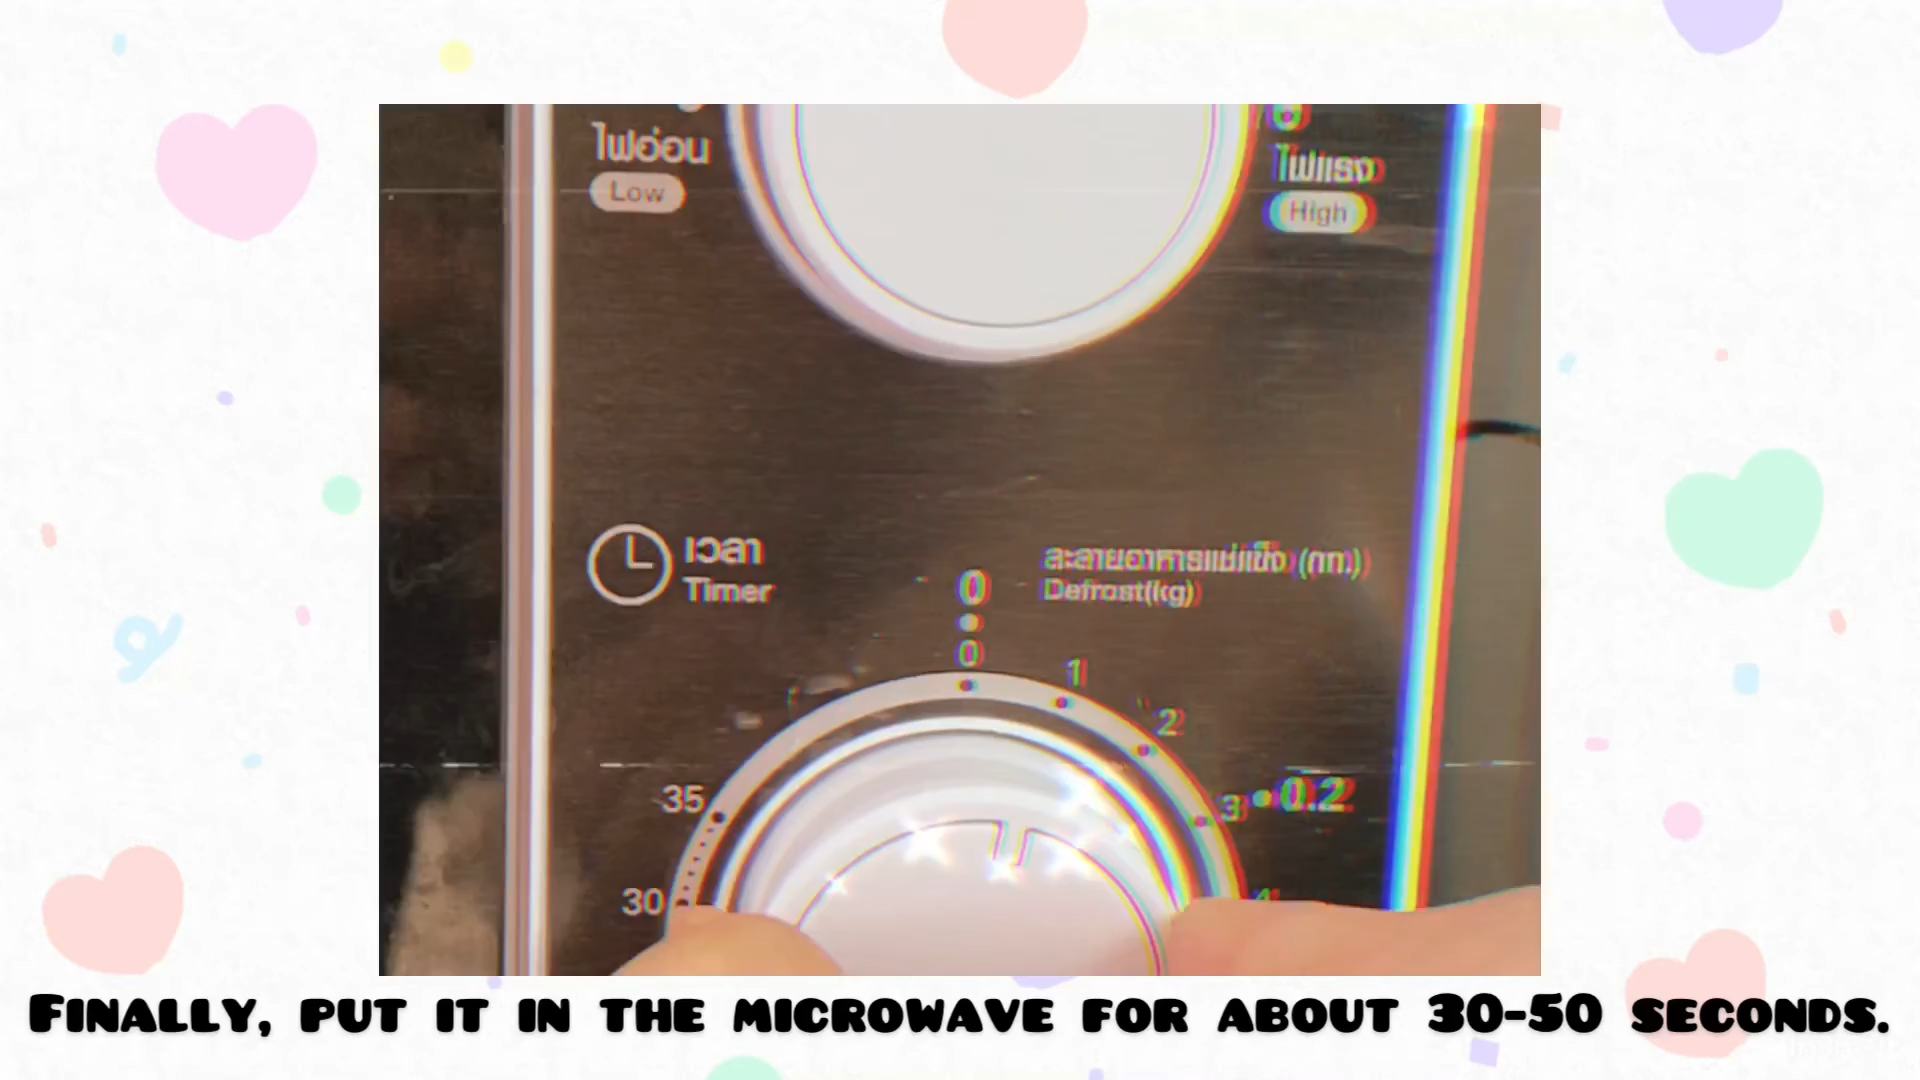 ไฟอ่อน
Low
ไฟแรง
High
เวลา
Timer
ละลายอาหารแช่แข็ง (กก.)
Defrost(kg)
0
0
1
2
3
0.2
4
35
30
Finally, put it in the microwave for about 30-50 seconds.